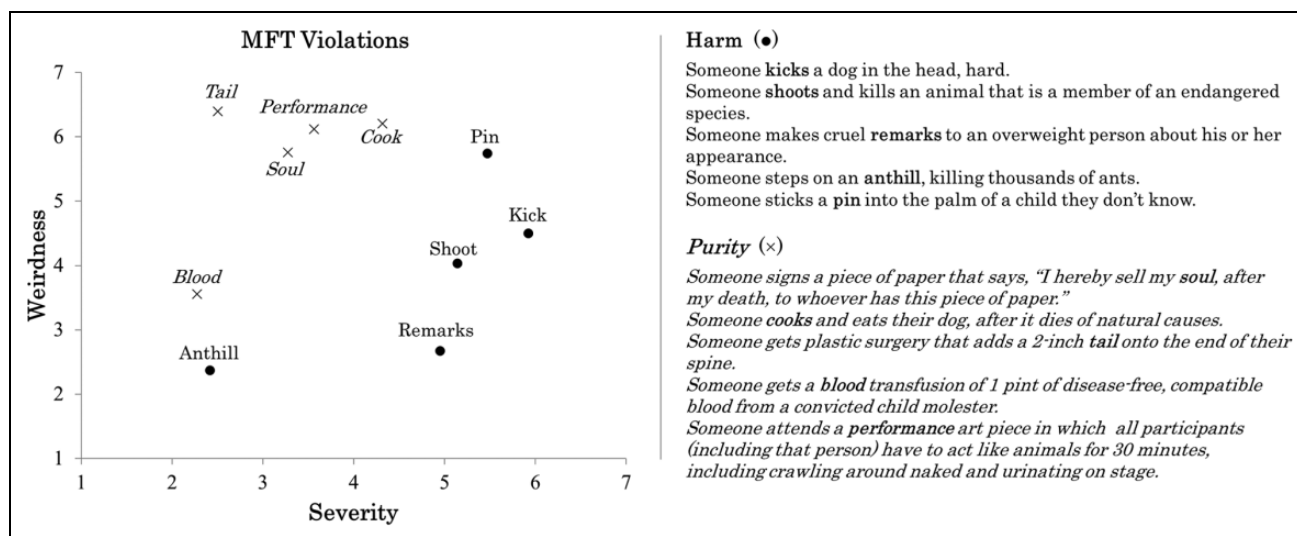 MFT Violations
7
6
5
4
3
2
1
Weirdness
Tail
Performance
Cook
Soul
Pin
Kick
Shoot
Blood
Remarks
Anthill
1 2 3 4 5 6 7
Severity
Harm (●)
Someone kicks a dog in the head, hard.
Someone shoots and kills an animal that is a member of an endangered
species.
Someone makes cruel remarks to an overweight person about his or her
appearance.
Someone steps on an anthill, killing thousands of ants.
Someone sticks a pin into the palm of a child they don't know.
Purity (×)
Someone signs a piece of paper that says, “I hereby sell my soul, after
my death, to whoever has this piece of paper.”
Someone cooks and eats their dog, after it dies of natural causes.
Someone gets plastic surgery that adds a 2-inch tail onto the end of their
spine.
Someone gets a blood transfusion of 1 pint of disease-free, compatible
blood from a convicted child molester.
Someone attends a performance art piece in which all participants
(including that person) have to act like animals for 30 minutes,
including crawling around naked and urinating on stage.